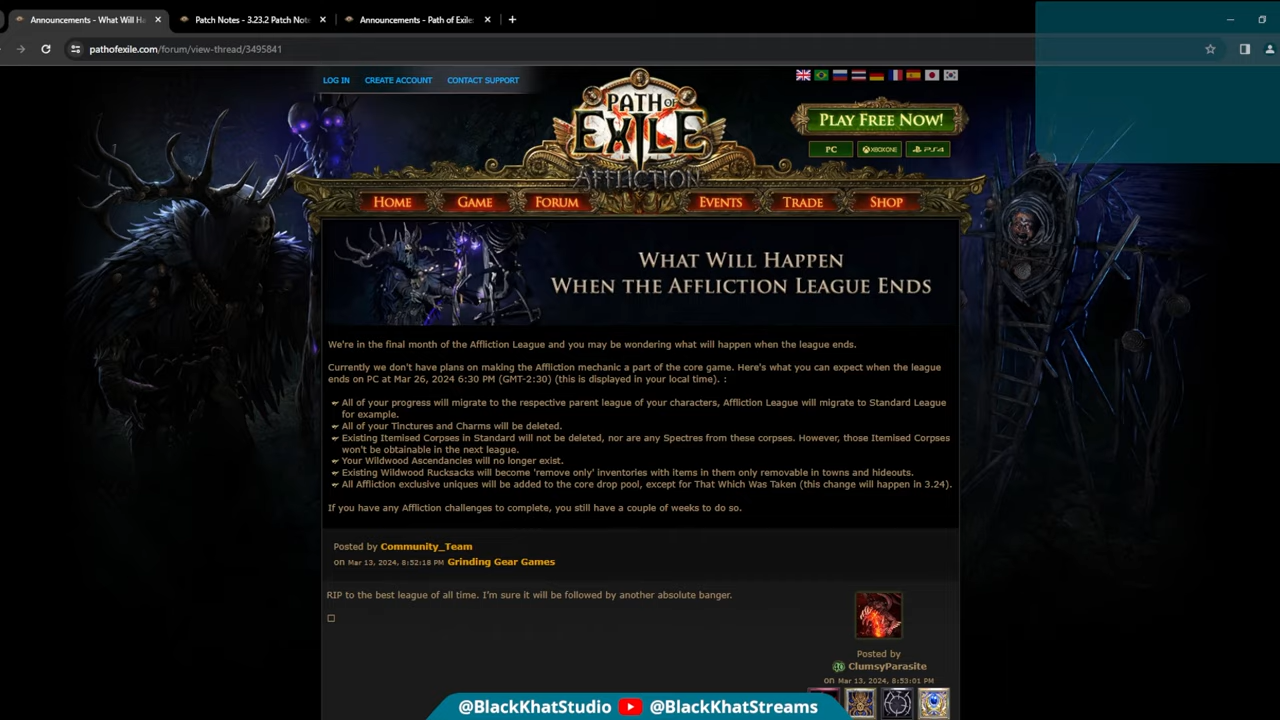 Announcements - What Will Ha
Patch Notes - 3.23.2 Patch Note
Announcements - Path of Exile:
pathofexile.com/forum/view-thread/3495841
LOG IN
CREATE ACCOUNT
CONTACT SUPPORT
PATH OF
EXILE
AFFLICTION
PLAY FREE NOW!
PC
XBOX ONE
PS4
HOME
GAME
FORUM
EVENTS
TRADE
SHOP
WHAT WILL HAPPEN
WHEN THE AFFLICTION LEAGUE ENDS
We're in the final month of the Affliction League and you may be wondering what will happen when the league ends.
Currently we don't have plans on making the Affliction mechanic a part of the core game. Here's what you can expect when the league
ends on PC at Mar 26, 2024 6:30 PM (GMT-2:30) (this is displayed in your local time). :
All of your progress will migrate to the respective parent league of your characters, Affliction League will migrate to Standard League
for example.
All of your Tinctures and Charms will be deleted.
Existing Itemised Corpses in Standard will not be deleted, nor are any Spectres from these corpses. However, those Itemised Corpses
won't be obtainable in the next league.
Your Wildwood Ascendancies will no longer exist.
Existing Wildwood Rucksacks will become 'remove only' inventories with items in them only removable in towns and hideouts.
All Affliction exclusive uniques will be added to the core drop pool, except for That Which Was Taken (this change will happen in 3.24).
If you have any Affliction challenges to complete, you still have a couple of weeks to do so.
Posted by Community_Team
on Mar 13, 2024, 8:52:18 PM Grinding Gear Games
RIP to the best league of all time. I'm sure it will be followed by another absolute banger.
Posted by
ClumsyParasite
on Mar 13, 2024, 8:53:01 PM
@BlackKhatStudio @BlackKhatStreams